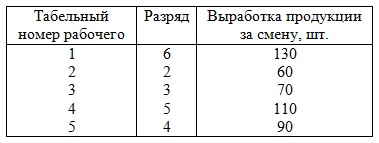 Табельный номер рабочего | Разряд | Выработка продукции за смену, шт.
1 6 130
2 2 60
3 3 70
4 5 110
5 4 90